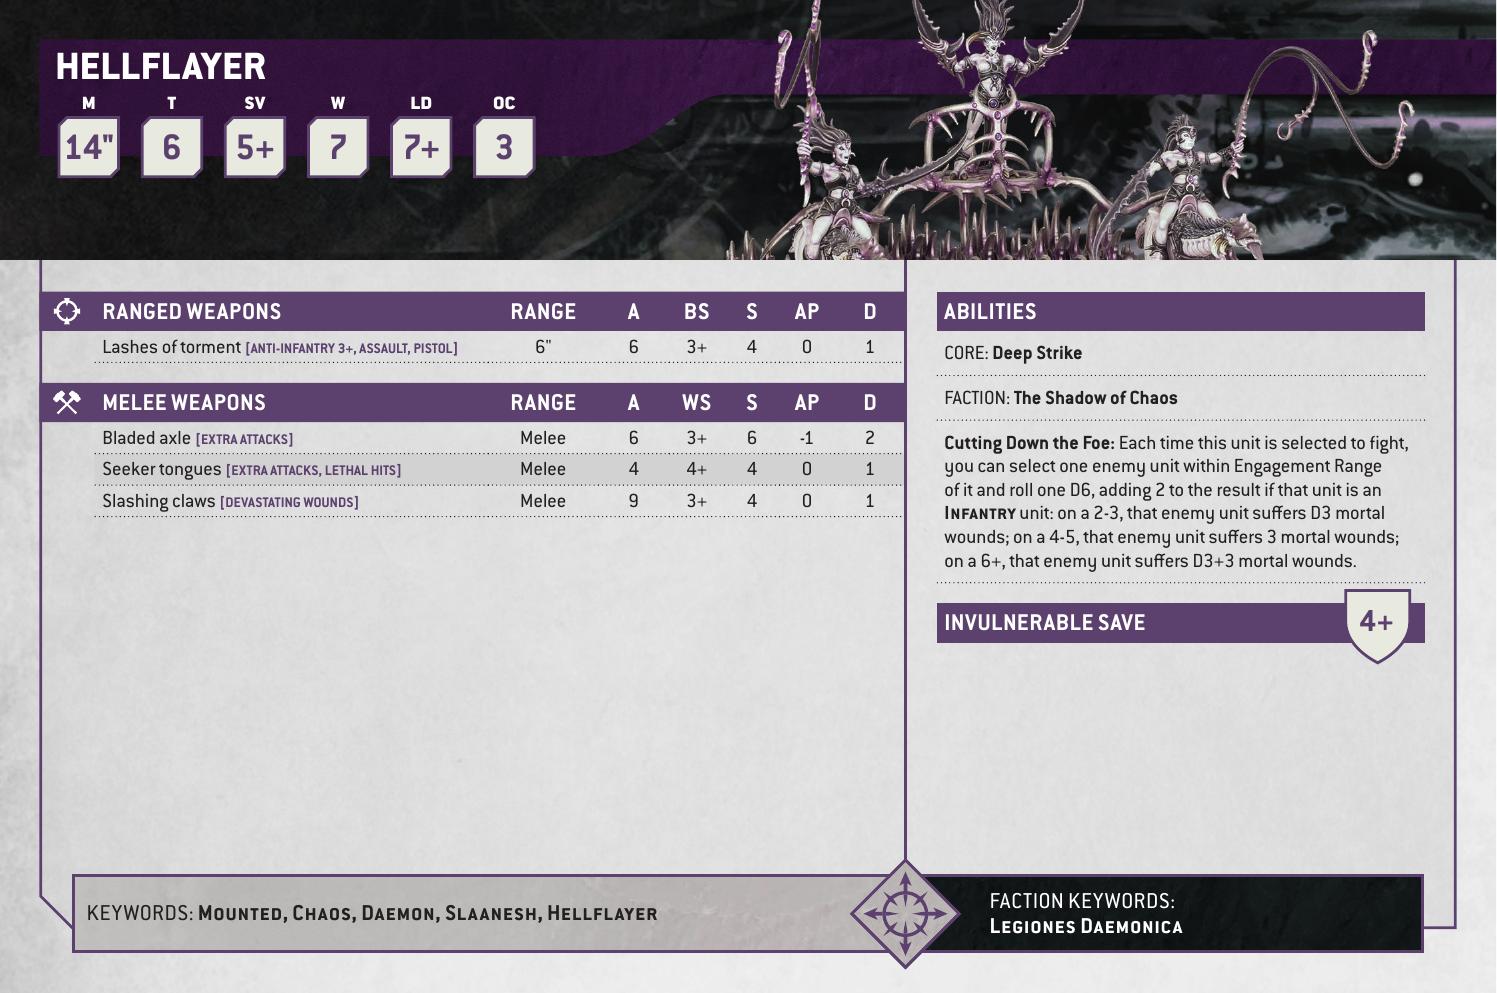 HELLFLAYER
M T SV W LD OC
14" 6 5+ 7 7+ 3
RANGED WEAPONS RANGE A BS S AP D
Lashes of torment [ANTI-INFANTRY 3+, ASSAULT, PISTOL] 6" 6 3+ 4 0 1
MELEE WEAPONS RANGE A WS S AP D
Bladed axle [EXTRA ATTACKS] Melee 6 3+ 6 -1 2
Seeker tongues [EXTRA ATTACKS, LETHAL HITS] Melee 4 4+ 4 0 1
Slashing claws [DEVASTATING WOUNDS] Melee 9 3+ 4 0 1
ABILITIES
CORE: Deep Strike
FACTION: The Shadow of Chaos
Cutting Down the Foe: Each time this unit is selected to fight,
you can select one enemy unit within Engagement Range
of it and roll one D6, adding 2 to the result if that unit is an
INFANTRY unit: on a 2-3, that enemy unit suffers D3 mortal
wounds; on a 4-5, that enemy unit suffers 3 mortal wounds;
on a 6+, that enemy unit suffers D3+3 mortal wounds.
INVULNERABLE SAVE 4+
KEYWORDS: MOUNTED, CHAOS, DAEMON, SLAANESH, HELLFLAYER
FACTION KEYWORDS:
LEGIONES DAEMONICA